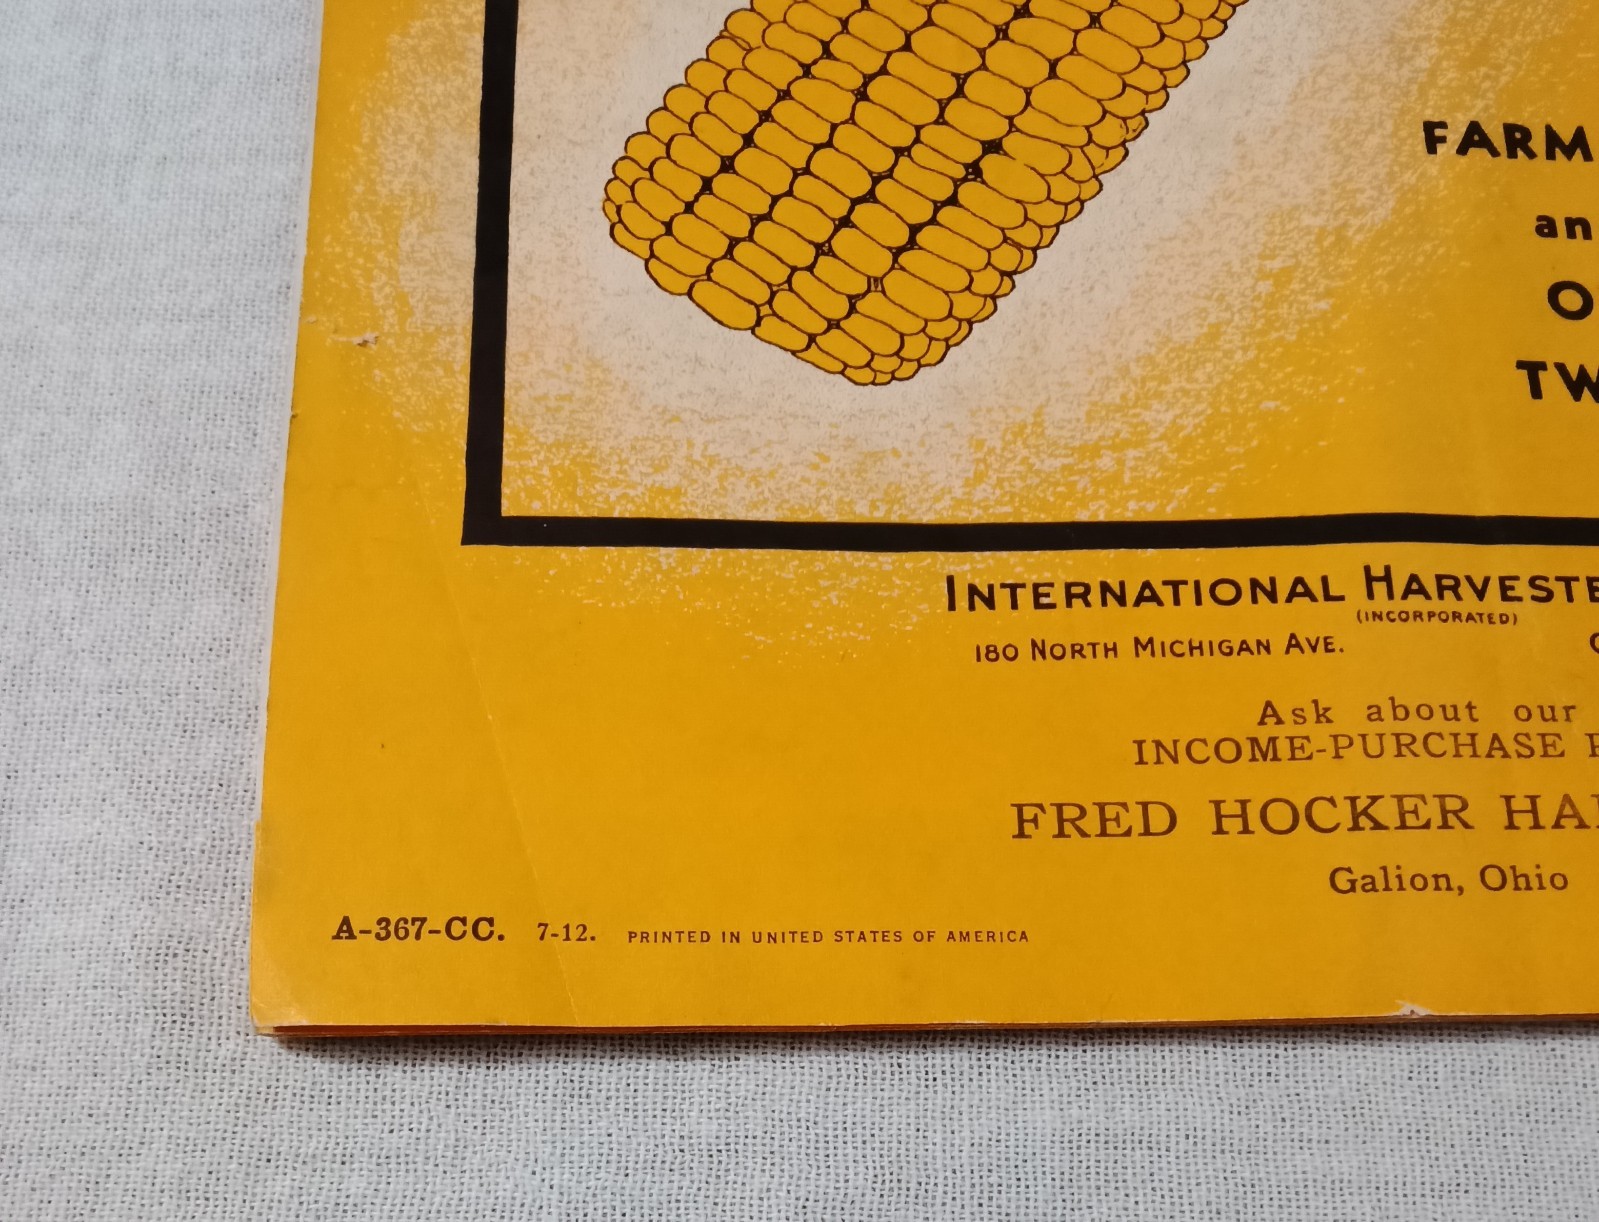 FARM
an
O
TW
INTERNATIONAL HARVESTE
(INCORPORATED)
180 NORTH MICHIGAN AVE.
Ask about our
INCOME-PURCHASE P
FRED HOCKER HA
Galion, Ohio
A-367-CC. 7-12. PRINTED IN UNITED STATES OF AMERICA